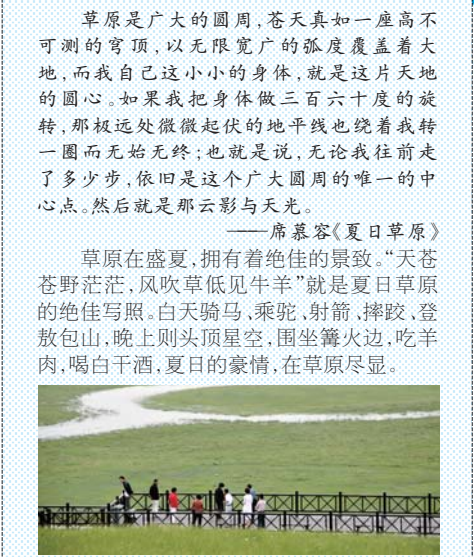 草原是广大的圆周,苍天真如一座高不
可测的穹顶,以无限宽广的弧度覆盖着大
地,而我自己这小小的身体,就是这片天地
的圆心。如果我把身体做三百六十度的旋
转,那极远处微微起伏的地平线也绕着我转
一圈而无始无终;也就是说,无论我往前走
了多少步,依旧是这个广大圆周的唯一的中
心点。然后就是那云影与天光。
——席慕容《夏日草原》
草原在盛夏,拥有着绝佳的景致。“天苍
苍野茫茫,风吹草低见牛羊”就是夏日草原
的绝佳写照。白天骑马、乘驼、射箭、摔跤、登
敖包山,晚上则头顶星空,围坐篝火边,吃羊
肉,喝白干酒,夏日的豪情,在草原尽显。